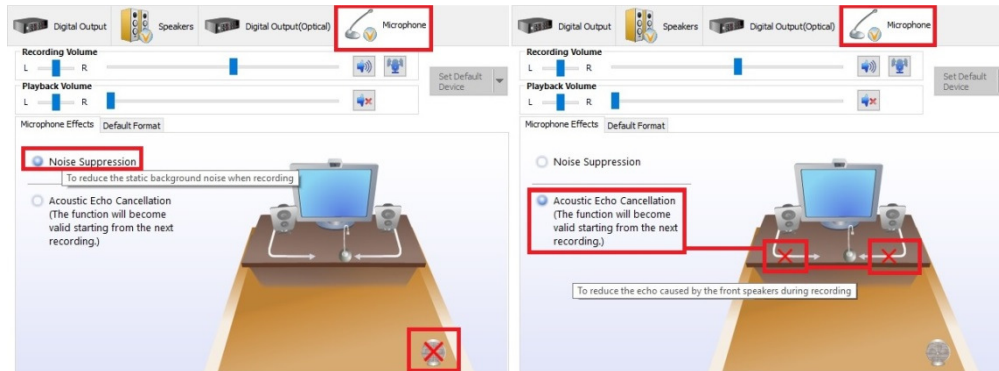 Digital Output
Speakers
Digital Output(Optical)
Microphone
Recording Volume
L
R
Set Default
Device
Playback Volume
L
R
Microphone Effects
Default Format
Noise Suppression
To reduce the static background noise when recording
Acoustic Echo Cancellation
(The function will become
valid starting from the next
recording.)
Digital Output
Speakers
Digital Output(Optical)
Microphone
Recording Volume
L
R
Set Default
Device
Playback Volume
L
R
Microphone Effects
Default Format
Noise Suppression
Acoustic Echo Cancellation
(The function will become
valid starting from the next
recording.)
To reduce the echo caused by the front speakers during recording